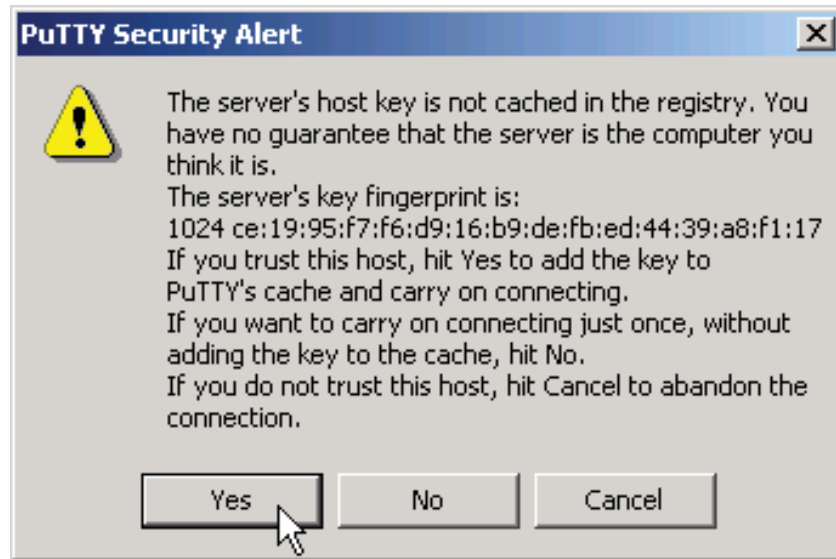 PuTTY Security Alert
The server's host key is not cached in the registry. You
have no guarantee that the server is the computer you
think it is.
The server's key fingerprint is:
1024 ce:19:95:f7:f6:d9:16:b9:de:fb:ed:44:39:a8:f1:17
If you trust this host, hit Yes to add the key to
PuTTY's cache and carry on connecting.
If you want to carry on connecting just once, without
adding the key to the cache, hit No.
If you do not trust this host, hit Cancel to abandon the
connection.
Yes No Cancel